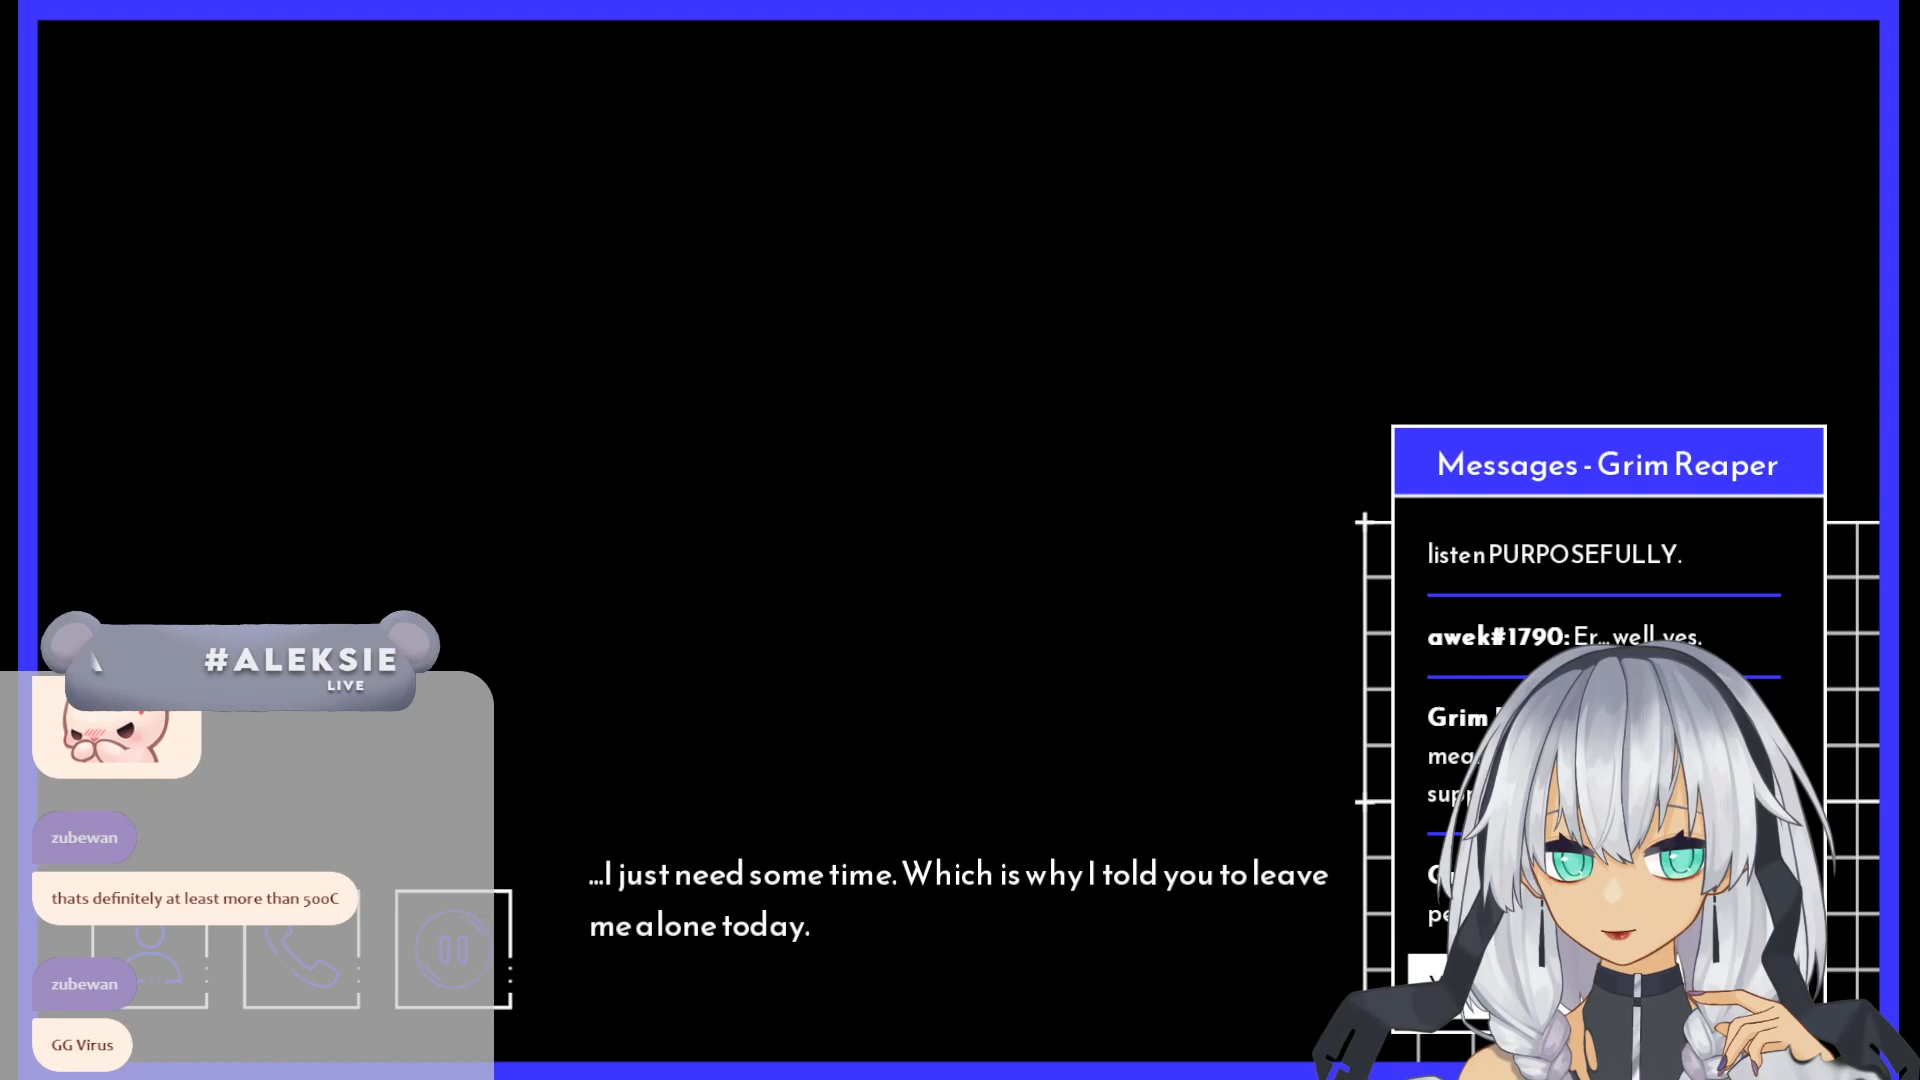 Messages - Grim Reaper
listen PURPOSEFULLY.
awek#1790: Er... well, yes.
Grim
#ALEKSIE
LIVE
zubewan
thats definitely at least more than 500C
zubewan
GG Virus
...I just need some time. Which is why I told you to leave
me alone today.